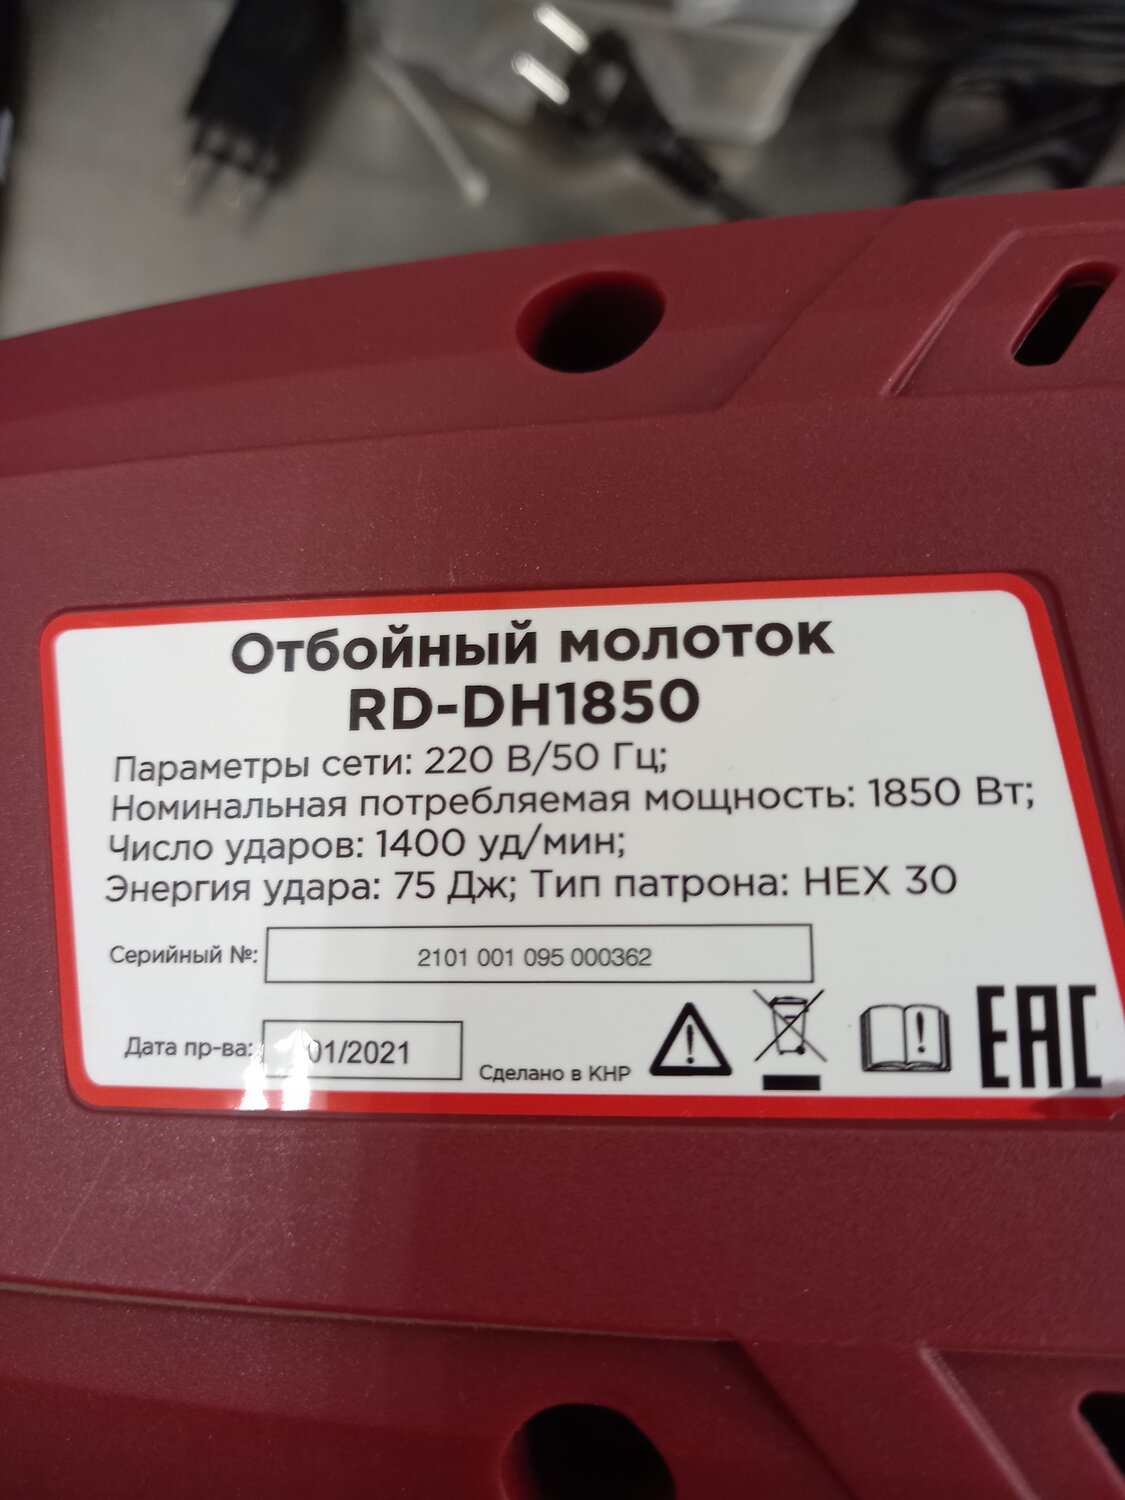 Отбойный молоток
RD-DH1850
Параметры сети: 220 В/50 Гц;
Номинальная потребляемая мощность: 1850 Вт;
Число ударов: 1400 уд/мин;
Энергия удара: 75 Дж; Тип патрона: HEX 30
Серийный №: 2101 001 095 000362
Дата пр-ва: 01/2021
Сделано в КНР
EAC